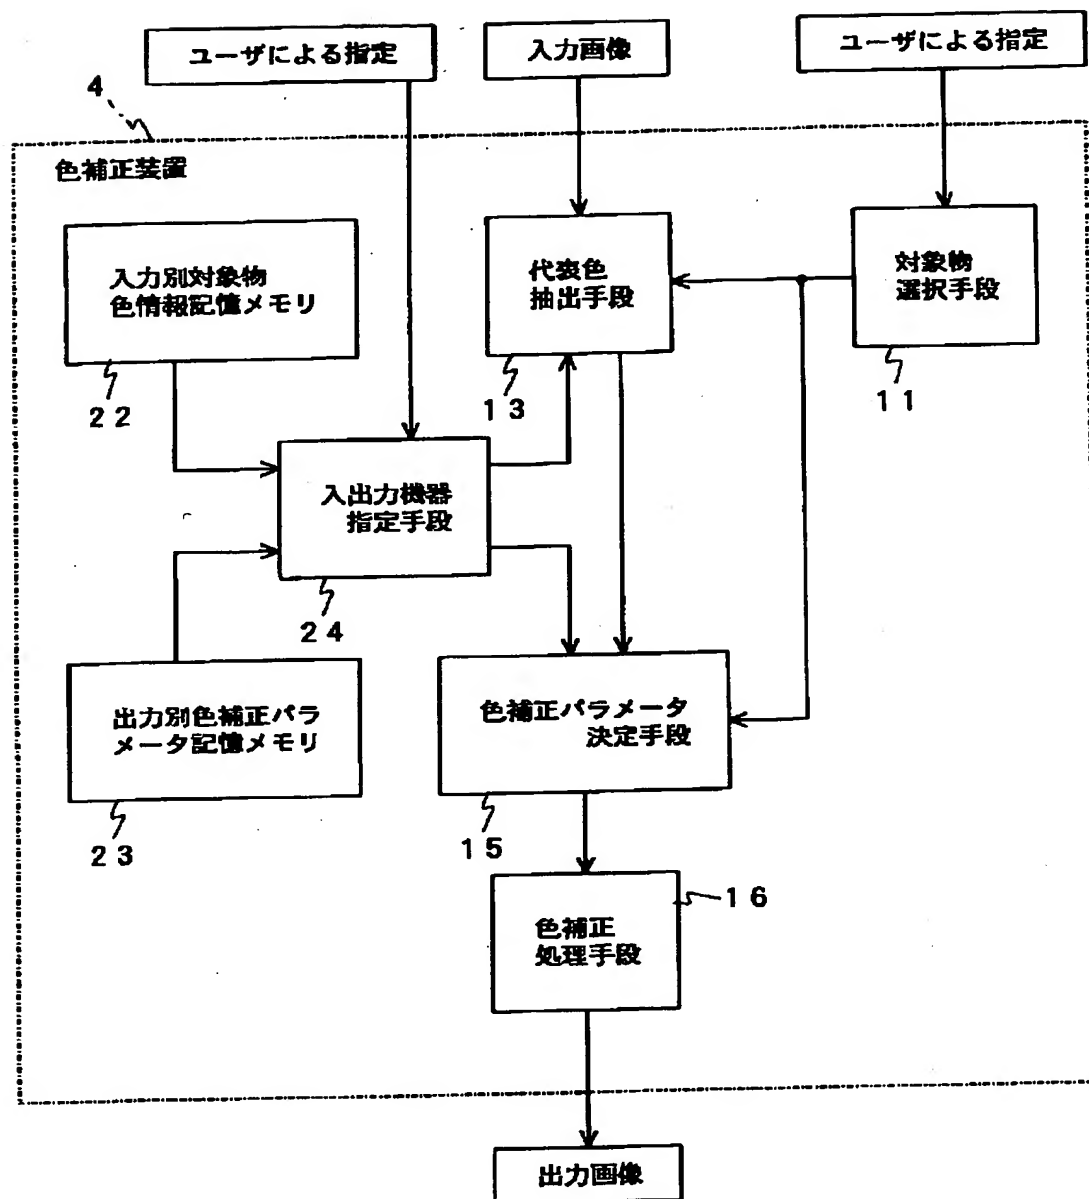 ユーザによる指定
入力画像
ユーザによる指定
4
色補正装置
入力別対象物
色情報記憶メモリ
22
代表色
抽出手段
13
対象物
選択手段
11
入出力機器
指定手段
24
出力別色補正パラ
メータ記憶メモリ
23
色補正パラメータ
決定手段
15
色補正
処理手段
16
出力画像